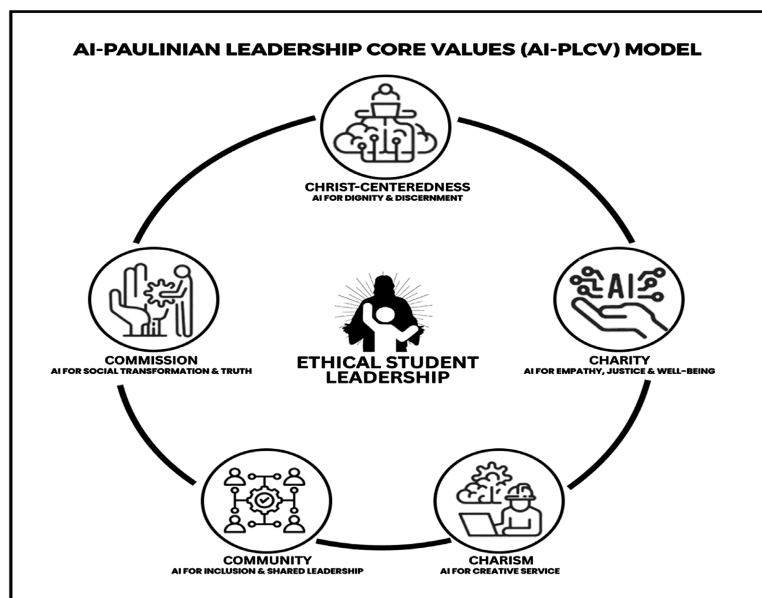 AI-PAULINIAN LEADERSHIP CORE VALUES (AI-PLCV) MODEL
CHRIST-CENTEREDNESS
AI FOR DIGNITY & DISCERNMENT
AI
CHARITY
AI FOR EMPATHY, JUSTICE & WELL-BEING
CHARISM
AI FOR CREATIVE SERVICE
COMMUNITY
AI FOR INCLUSION & SHARED LEADERSHIP
COMMISSION
AI FOR SOCIAL TRANSFORMATION & TRUTH
ETHICAL STUDENT
LEADERSHIP